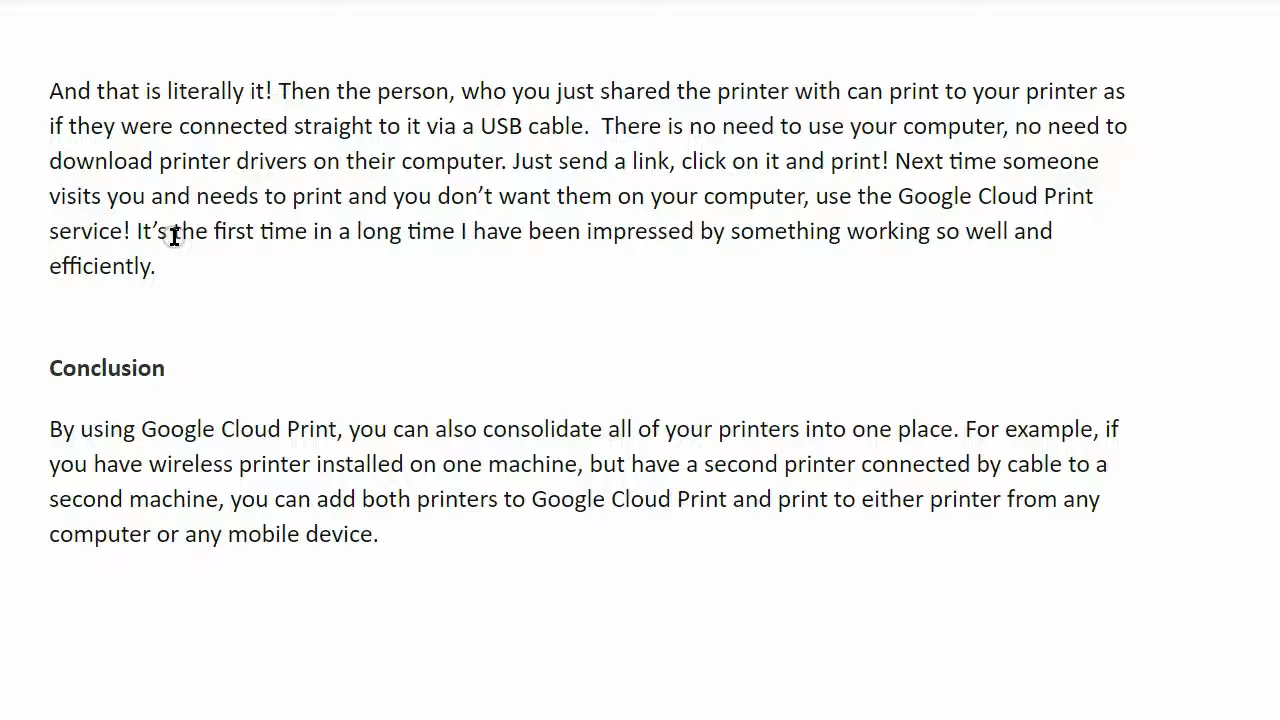 And that is literally it! Then the person, who you just shared the printer with can print to your printer as
if they were connected straight to it via a USB cable.  There is no need to use your computer, no need to
download printer drivers on their computer. Just send a link, click on it and print! Next time someone
visits you and needs to print and you don’t want them on your computer, use the Google Cloud Print
service! It’s the first time in a long time I have been impressed by something working so well and
efficiently.
Conclusion
By using Google Cloud Print, you can also consolidate all of your printers into one place. For example, if
you have wireless printer installed on one machine, but have a second printer connected by cable to a
second machine, you can add both printers to Google Cloud Print and print to either printer from any
computer or any mobile device.